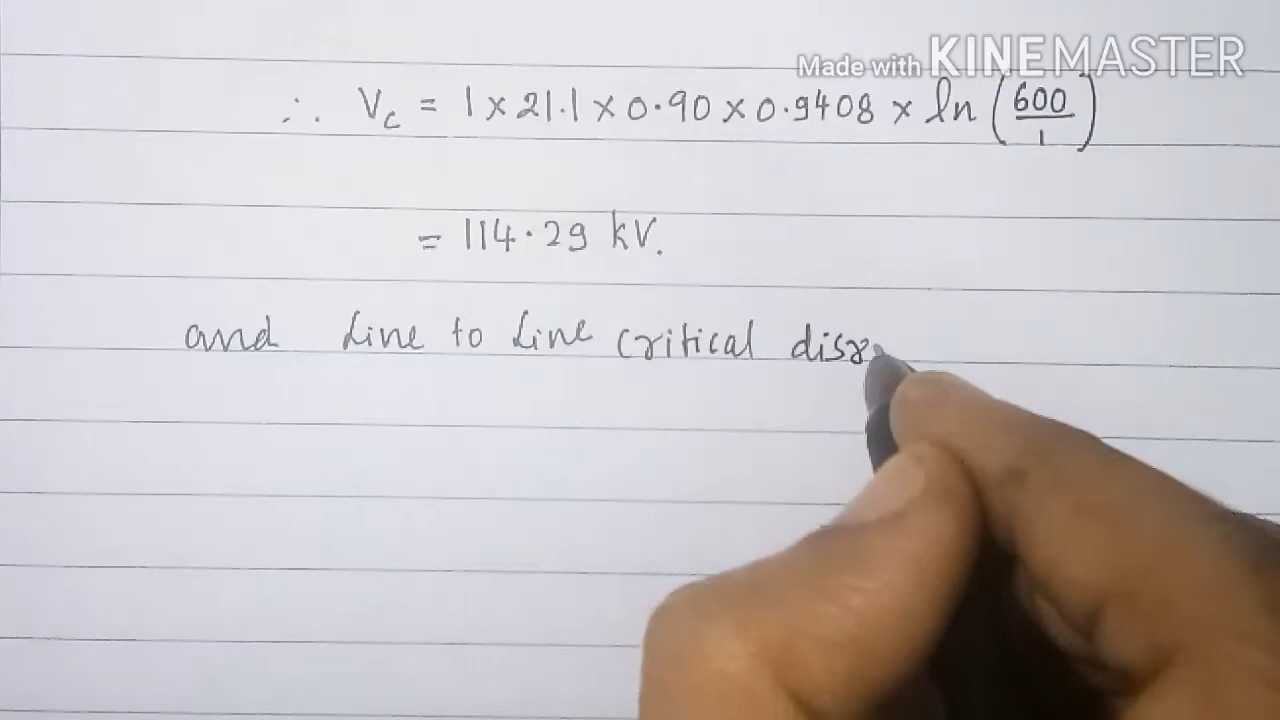 Made with KINEMASTER
∴ Vc = 1 × 21.1 × 0.90 × 0.9408 × ln (600/1)
= 114.29 kV.
and Line to Line critical disr